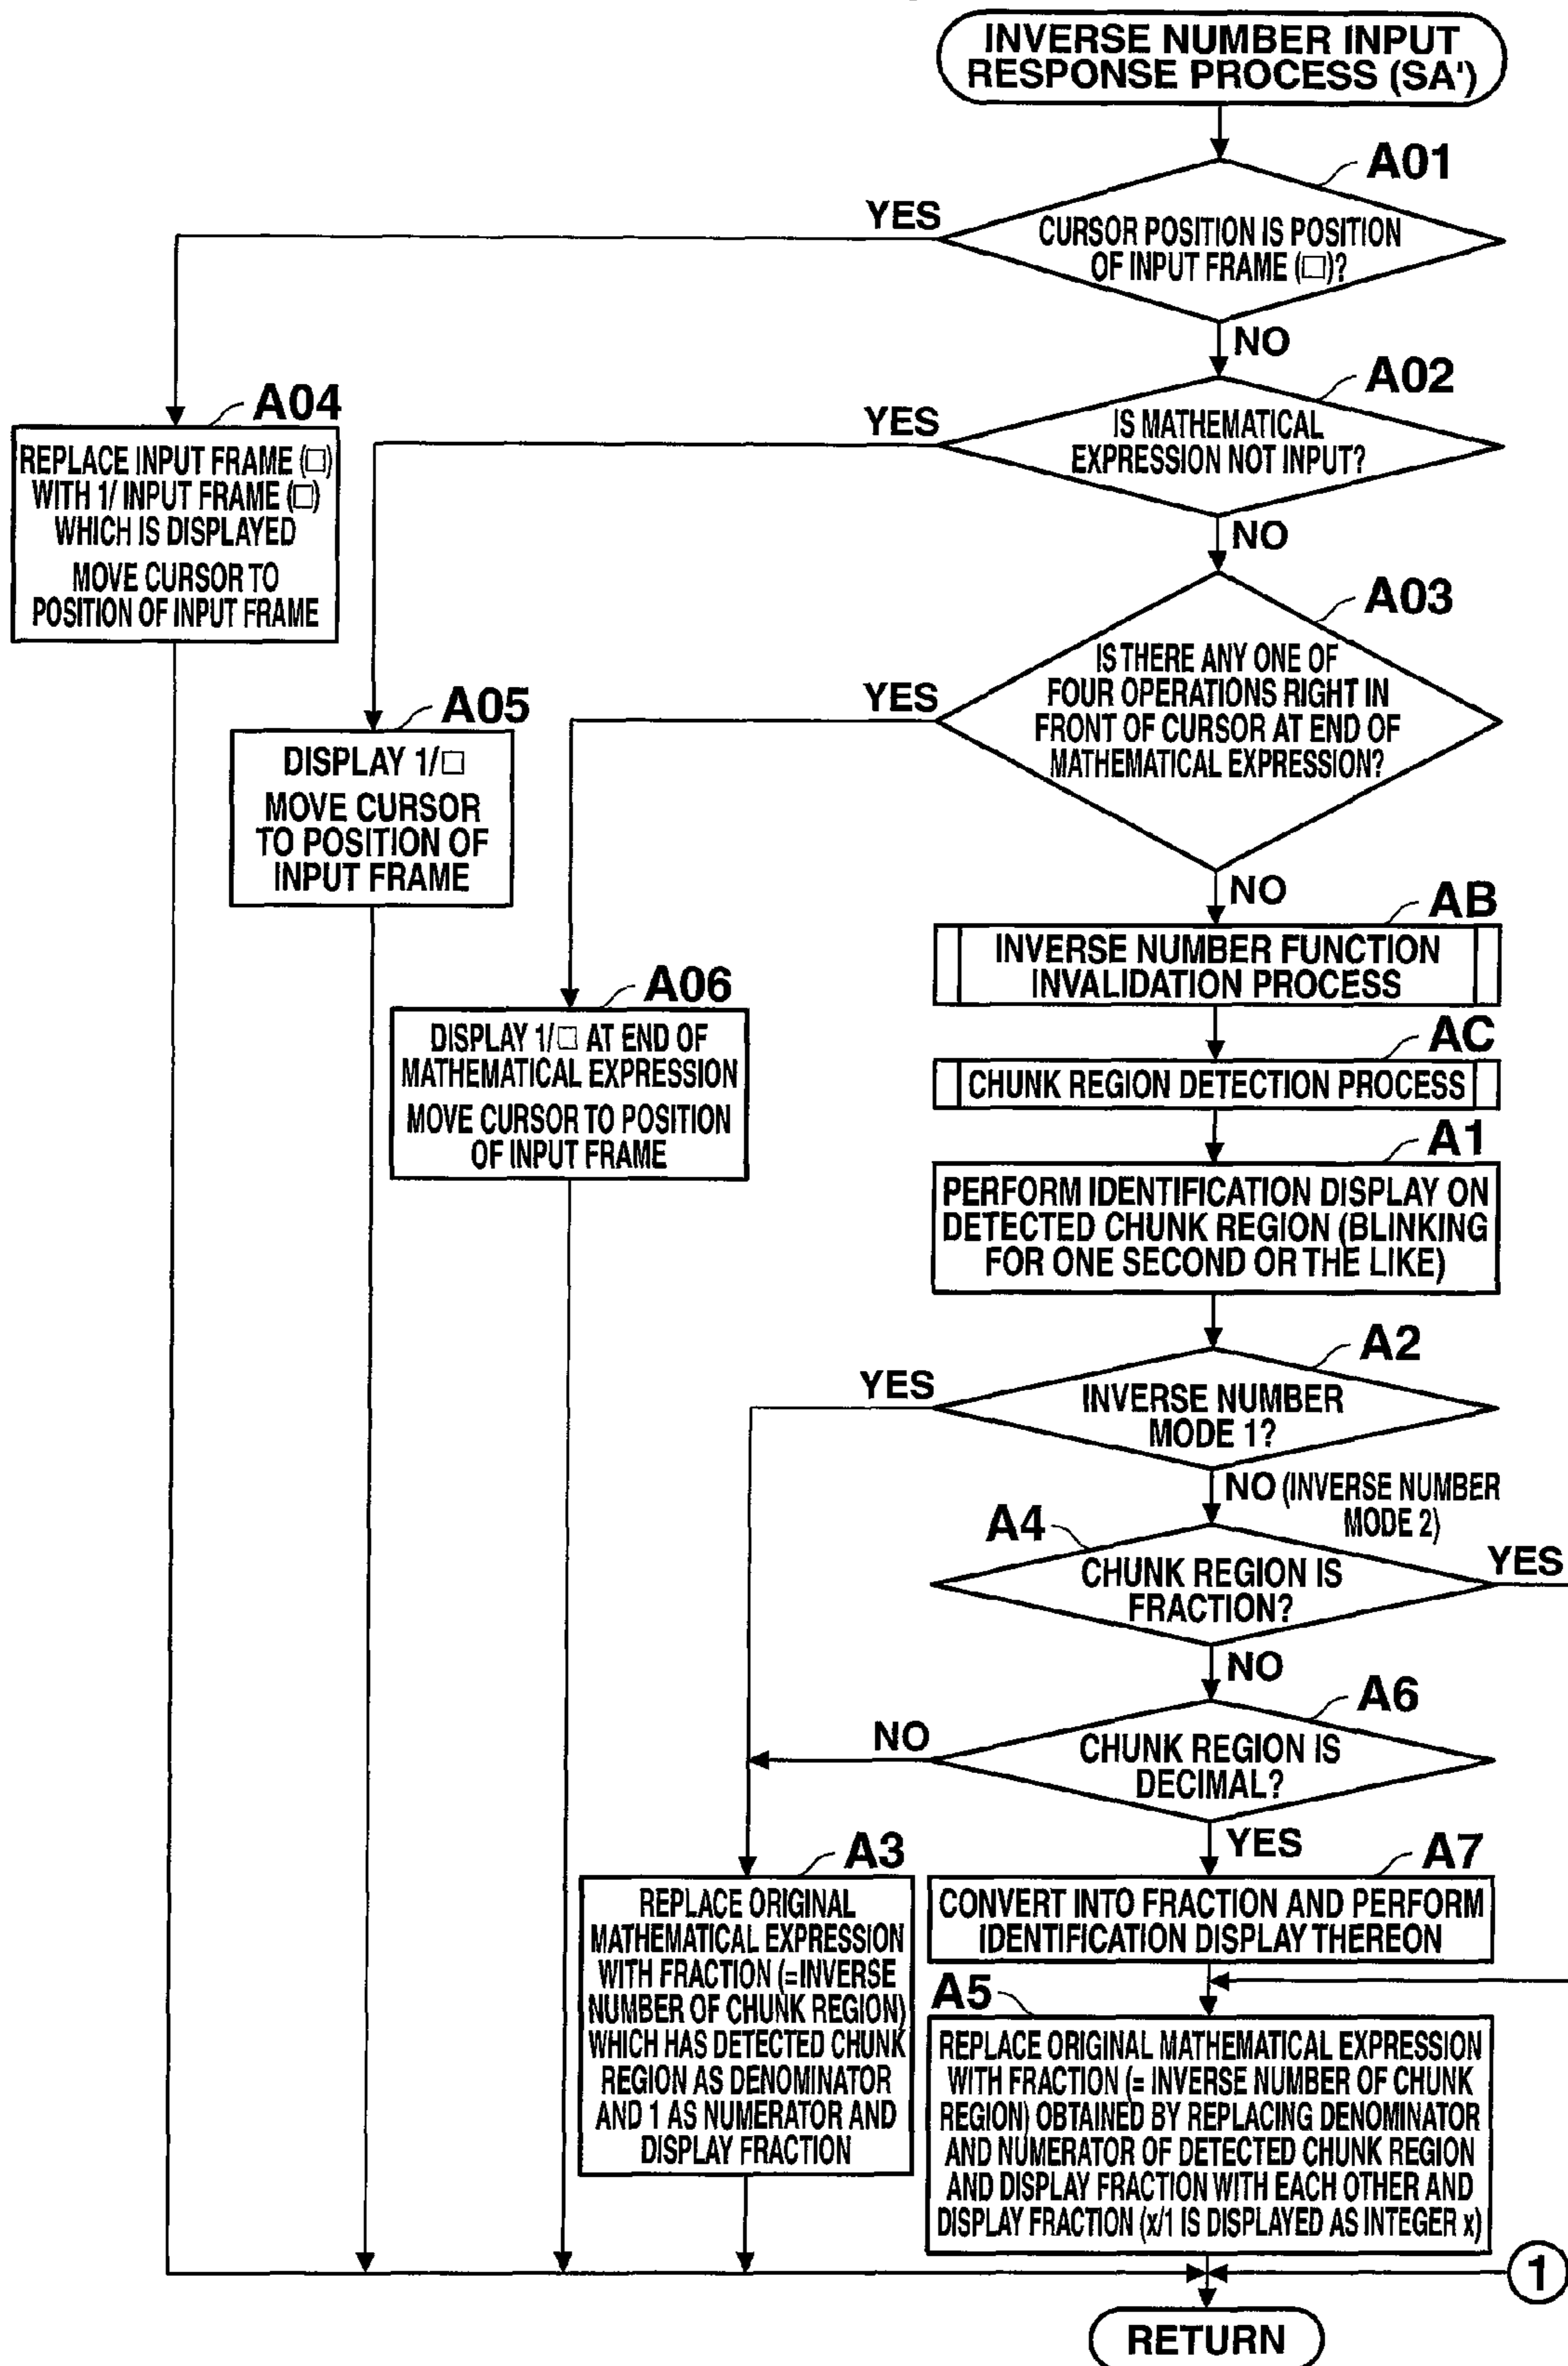 INVERSE NUMBER INPUT
RESPONSE PROCESS (SA')
A01
YES
CURSOR POSITION IS POSITION
OF INPUT FRAME (□)?
NO
A02
YES
IS MATHEMATICAL
EXPRESSION NOT INPUT?
A04
REPLACE INPUT FRAME (□)
WITH 1/ INPUT FRAME (□)
WHICH IS DISPLAYED
MOVE CURSOR TO
POSITION OF INPUT FRAME
NO
A03
YES
IS THERE ANY ONE OF
FOUR OPERATIONS RIGHT IN
FRONT OF CURSOR AT END OF
MATHEMATICAL EXPRESSION?
A05
DISPLAY 1/□
MOVE CURSOR
TO POSITION OF
INPUT FRAME
NO
AB
INVERSE NUMBER FUNCTION
INVALIDATION PROCESS
A06
DISPLAY 1/□ AT END OF
MATHEMATICAL EXPRESSION
MOVE CURSOR TO POSITION
OF INPUT FRAME
AC
CHUNK REGION DETECTION PROCESS
A1
PERFORM IDENTIFICATION DISPLAY ON
DETECTED CHUNK REGION (BLINKING
FOR ONE SECOND OR THE LIKE)
A2
YES
INVERSE NUMBER
MODE 1?
NO (INVERSE NUMBER
MODE 2)
A4
YES
CHUNK REGION IS
FRACTION?
NO
A6
NO
CHUNK REGION IS
DECIMAL?
YES
A3
REPLACE ORIGINAL
MATHEMATICAL EXPRESSION
WITH FRACTION (=INVERSE
NUMBER OF CHUNK REGION)
WHICH HAS DETECTED CHUNK
REGION AS DENOMINATOR
AND 1 AS NUMERATOR AND
DISPLAY FRACTION
A7
CONVERT INTO FRACTION AND PERFORM
IDENTIFICATION DISPLAY THEREON
A5
REPLACE ORIGINAL MATHEMATICAL EXPRESSION
WITH FRACTION (= INVERSE NUMBER OF CHUNK
REGION) OBTAINED BY REPLACING DENOMINATOR
AND NUMERATOR OF DETECTED CHUNK REGION
AND DISPLAY FRACTION WITH EACH OTHER AND
DISPLAY FRACTION (x/1 IS DISPLAYED AS INTEGER x)
1
RETURN